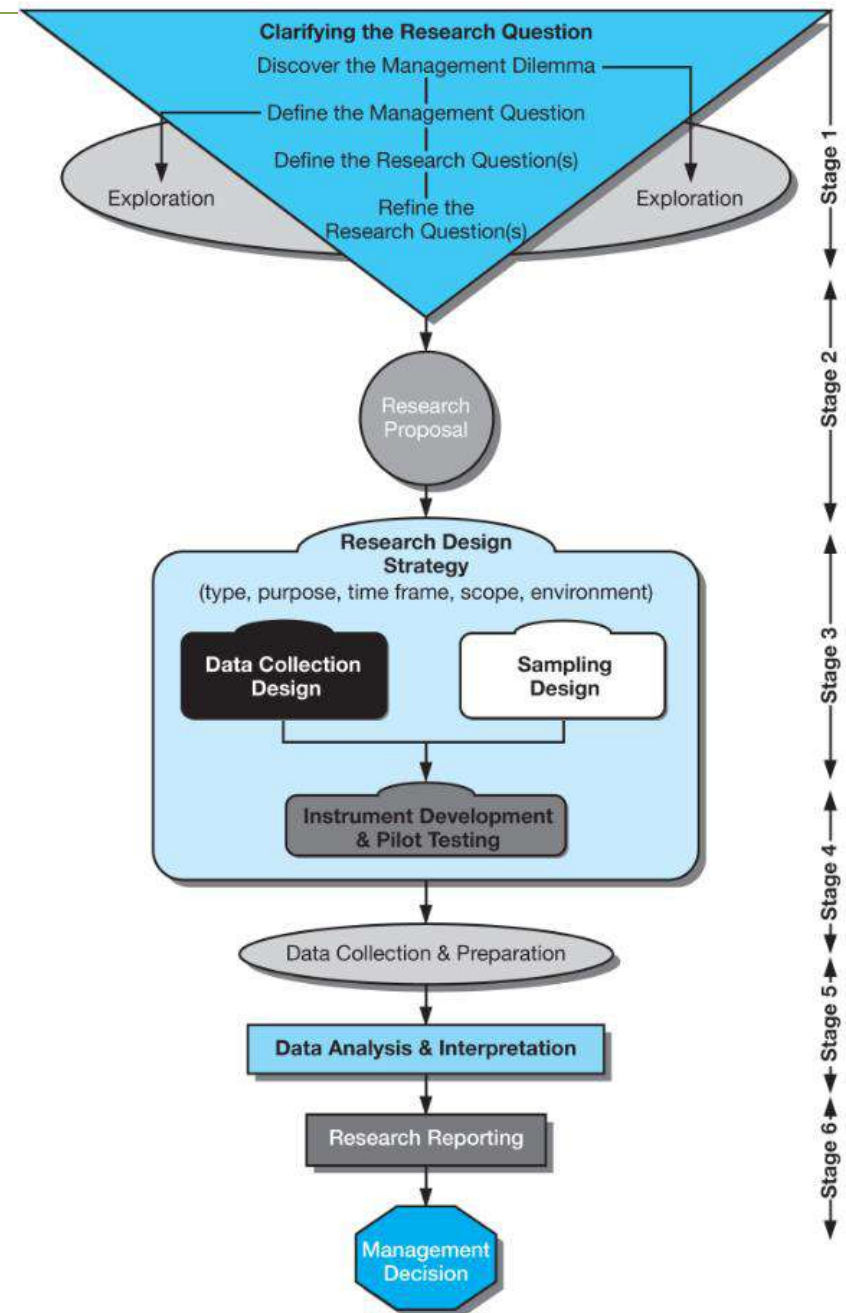 Clarifying the Research Question
Discover the Management Dilemma
Define the Management Question
Define the Research Question(s)
Exploration
Refine the
Research Question(s)
Exploration
Stage 1
Research
Proposal
Stage 2
Research Design
Strategy
(type, purpose, time frame, scope, environment)
Data Collection
Design
Sampling
Design
Stage 3
Instrument Development
& Pilot Testing
Stage 4
Data Collection & Preparation
Stage 5
Data Analysis & Interpretation
Research Reporting
Stage 6
Management
Decision